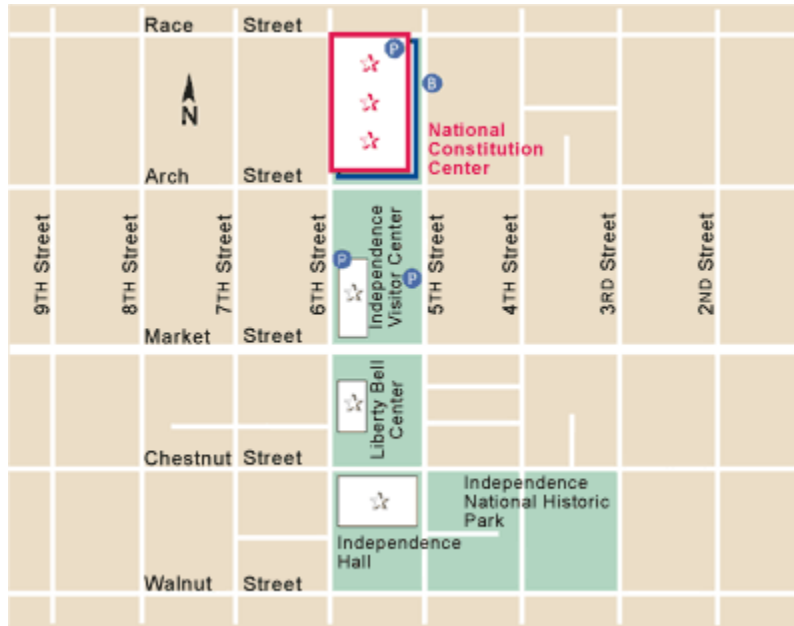 Race Street
P
B
N
National
Constitution
Center
Arch Street
9TH Street
8TH Street
7TH Street
6TH Street
P
Independence
Visitor Center
P
5TH Street
4TH Street
3RD Street
2ND Street
Market Street
Liberty Bell
Center
Chestnut Street
Independence
National Historic
Park
Independence
Hall
Walnut Street